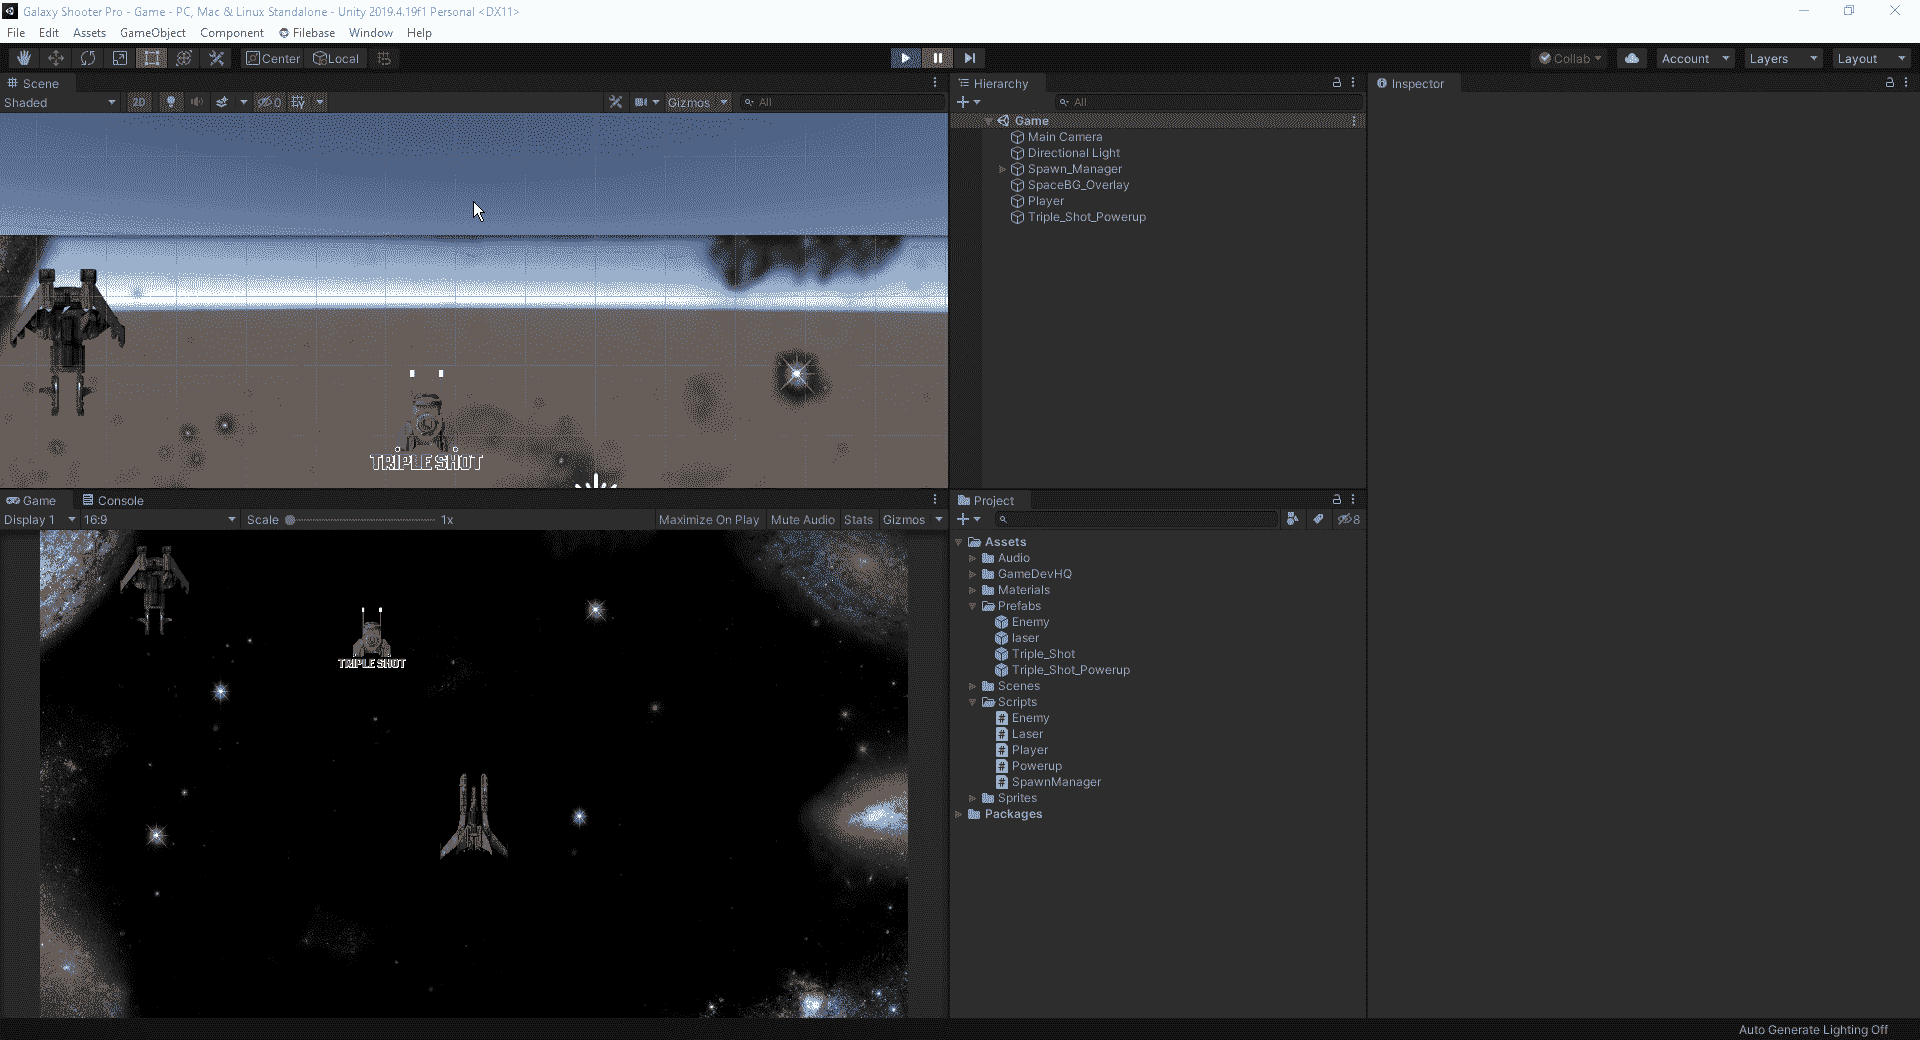 Galaxy Shooter Pro - Game - PC, Mac & Linux Standalone - Unity 2019.4.19f1 Personal <DX11>
File Edit Assets GameObject Component Filebase Window Help
Center Local Collab Account Layers Layout
Scene
Shaded 2D 0 Gizmos All
TRIPLE SHOT
Hierarchy
All
Game
Main Camera
Directional Light
Spawn_Manager
SpaceBG_Overlay
Player
Triple_Shot_Powerup
Inspector
Game Console
Display 1 16:9 Scale 1x Maximize On Play Mute Audio Stats Gizmos
TRIPLE SHOT
Project
8
Assets
Audio
GameDevHQ
Materials
Prefabs
Enemy
laser
Triple_Shot
Triple_Shot_Powerup
Scenes
Scripts
Enemy
Laser
Player
Powerup
SpawnManager
Sprites
Packages
Auto Generate Lighting Off